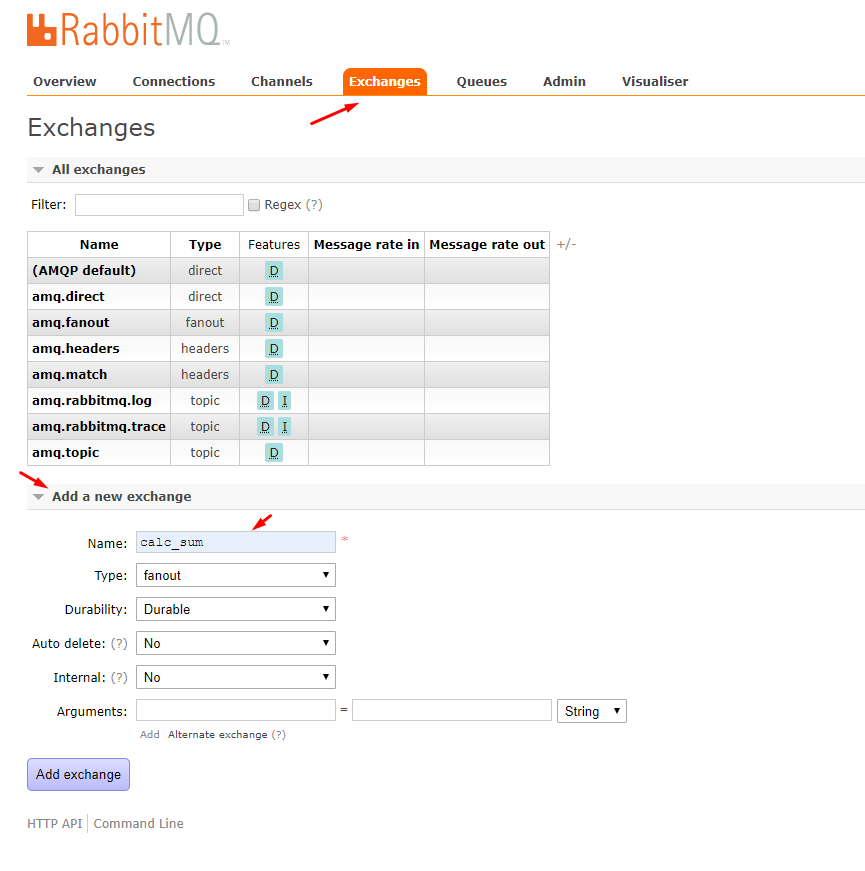 RabbitMQ™
Overview Connections Channels Exchanges Queues Admin Visualiser
Exchanges
All exchanges
Filter: Regex (?)
Name Type Features Message rate in Message rate out +/-
(AMQP default) direct D
amq.direct direct D
amq.fanout fanout D
amq.headers headers D
amq.match headers D
amq.rabbitmq.log topic D I
amq.rabbitmq.trace topic D I
amq.topic topic D
Add a new exchange
Name: calc_sum *
Type: fanout
Durability: Durable
Auto delete: (?) No
Internal: (?) No
Arguments: = String
Add Alternate exchange (?)
Add exchange
HTTP API Command Line